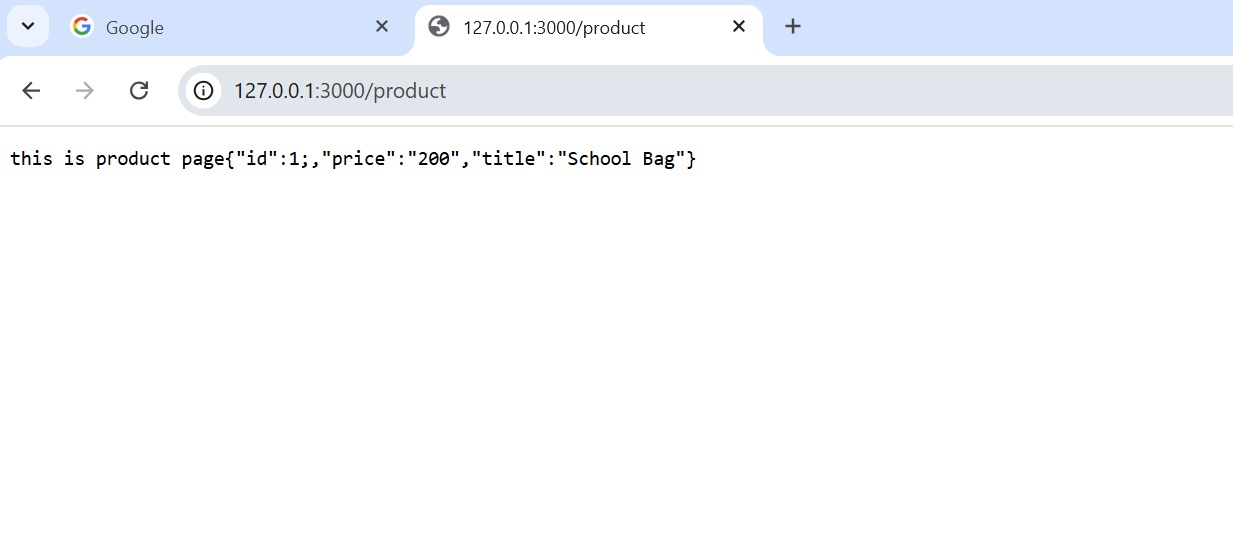 Google
127.0.0.1:3000/product
127.0.0.1:3000/product
this is product page{"id":1;,"price":"200","title":"School Bag"}